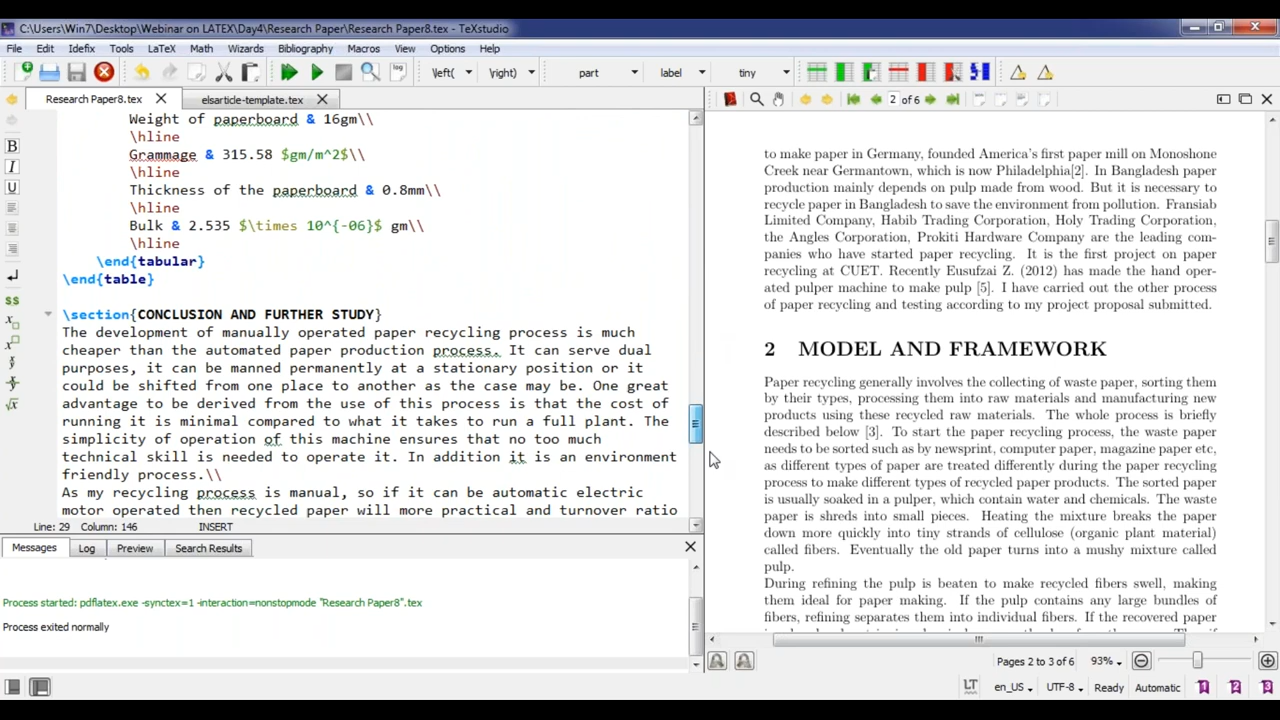 C:\Users\Win7\Desktop\Webinar on LATEX\Day4\Research Paper\Research Paper8.tex - TeXstudio
File Edit Idefix Tools LaTeX Math Wizards Bibliography Macros View Options Help
\left( \right) part label tiny
Research Paper8.tex elsarticle-template.tex
2 of 6
Weight of paperboard & 16gm\\
\hline
Grammage & 315.58 $gm/m^2$\\
\hline
Thickness of the paperboard & 0.8mm\\
\hline
Bulk & 2.535 $\times 10^{-06}$ gm\\
\hline
\end{tabular}
\end{table}
\section{CONCLUSION AND FURTHER STUDY}
The development of manually operated paper recycling process is much
cheaper than the automated paper production process. It can serve dual
purposes, it can be manned permanently at a stationary position or it
could be shifted from one place to another as the case may be. One great
advantage to be derived from the use of this process is that the cost of
running it is minimal compared to what it takes to run a full plant. The
simplicity of operation of this machine ensures that no too much
technical skill is needed to operate it. In addition it is an environment
friendly process.\\
As my recycling process is manual, so if it can be automatic electric
motor operated then recycled paper will more practical and turnover ratio
Line: 29 Column: 146 INSERT
Messages Log Preview Search Results
Process started: pdflatex.exe -synctex=1 -interaction=nonstopmode "Research Paper8".tex
Process exited normally
to make paper in Germany, founded America's first paper mill on Monoshone
Creek near Germantown, which is now Philadelphia[2]. In Bangladesh paper
production mainly depends on pulp made from wood. But it is necessary to
recycle paper in Bangladesh to save the environment from pollution. Fransiab
Limited Company, Habib Trading Corporation, Holy Trading Corporation,
the Angles Corporation, Prokiti Hardware Company are the leading com-
panies who have started paper recycling. It is the first project on paper
recycling at CUET. Recently Eusufzai Z. (2012) has made the hand oper-
ated pulper machine to make pulp [5]. I have carried out the other process
of paper recycling and testing according to my project proposal submitted.
2 MODEL AND FRAMEWORK
Paper recycling generally involves the collecting of waste paper, sorting them
by their types, processing them into raw materials and manufacturing new
products using these recycled raw materials. The whole process is briefly
described below [3]. To start the paper recycling process, the waste paper
needs to be sorted such as by newsprint, computer paper, magazine paper etc,
as different types of paper are treated differently during the paper recycling
process to make different types of recycled paper products. The sorted paper
is usually soaked in a pulper, which contain water and chemicals. The waste
paper is shreds into small pieces. Heating the mixture breaks the paper
down more quickly into tiny strands of cellulose (organic plant material)
called fibers. Eventually the old paper turns into a mushy mixture called
pulp.
During refining the pulp is beaten to make recycled fibers swell, making
them ideal for paper making. If the pulp contains any large bundles of
fibers, refining separates them into individual fibers. If the recovered paper
Pages 2 to 3 of 6 93%
LT en_US UTF-8 Ready Automatic 1 2 3